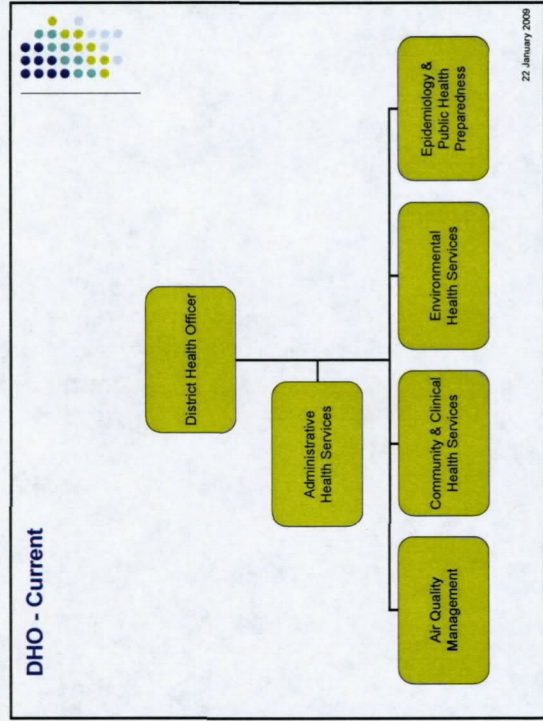 DHO - Current
District Health Officer
Administrative
Health Services
Air Quality
Management
Community & Clinical
Health Services
Environmental
Health Services
Epidemiology &
Public Health
Preparedness
22 January 2009